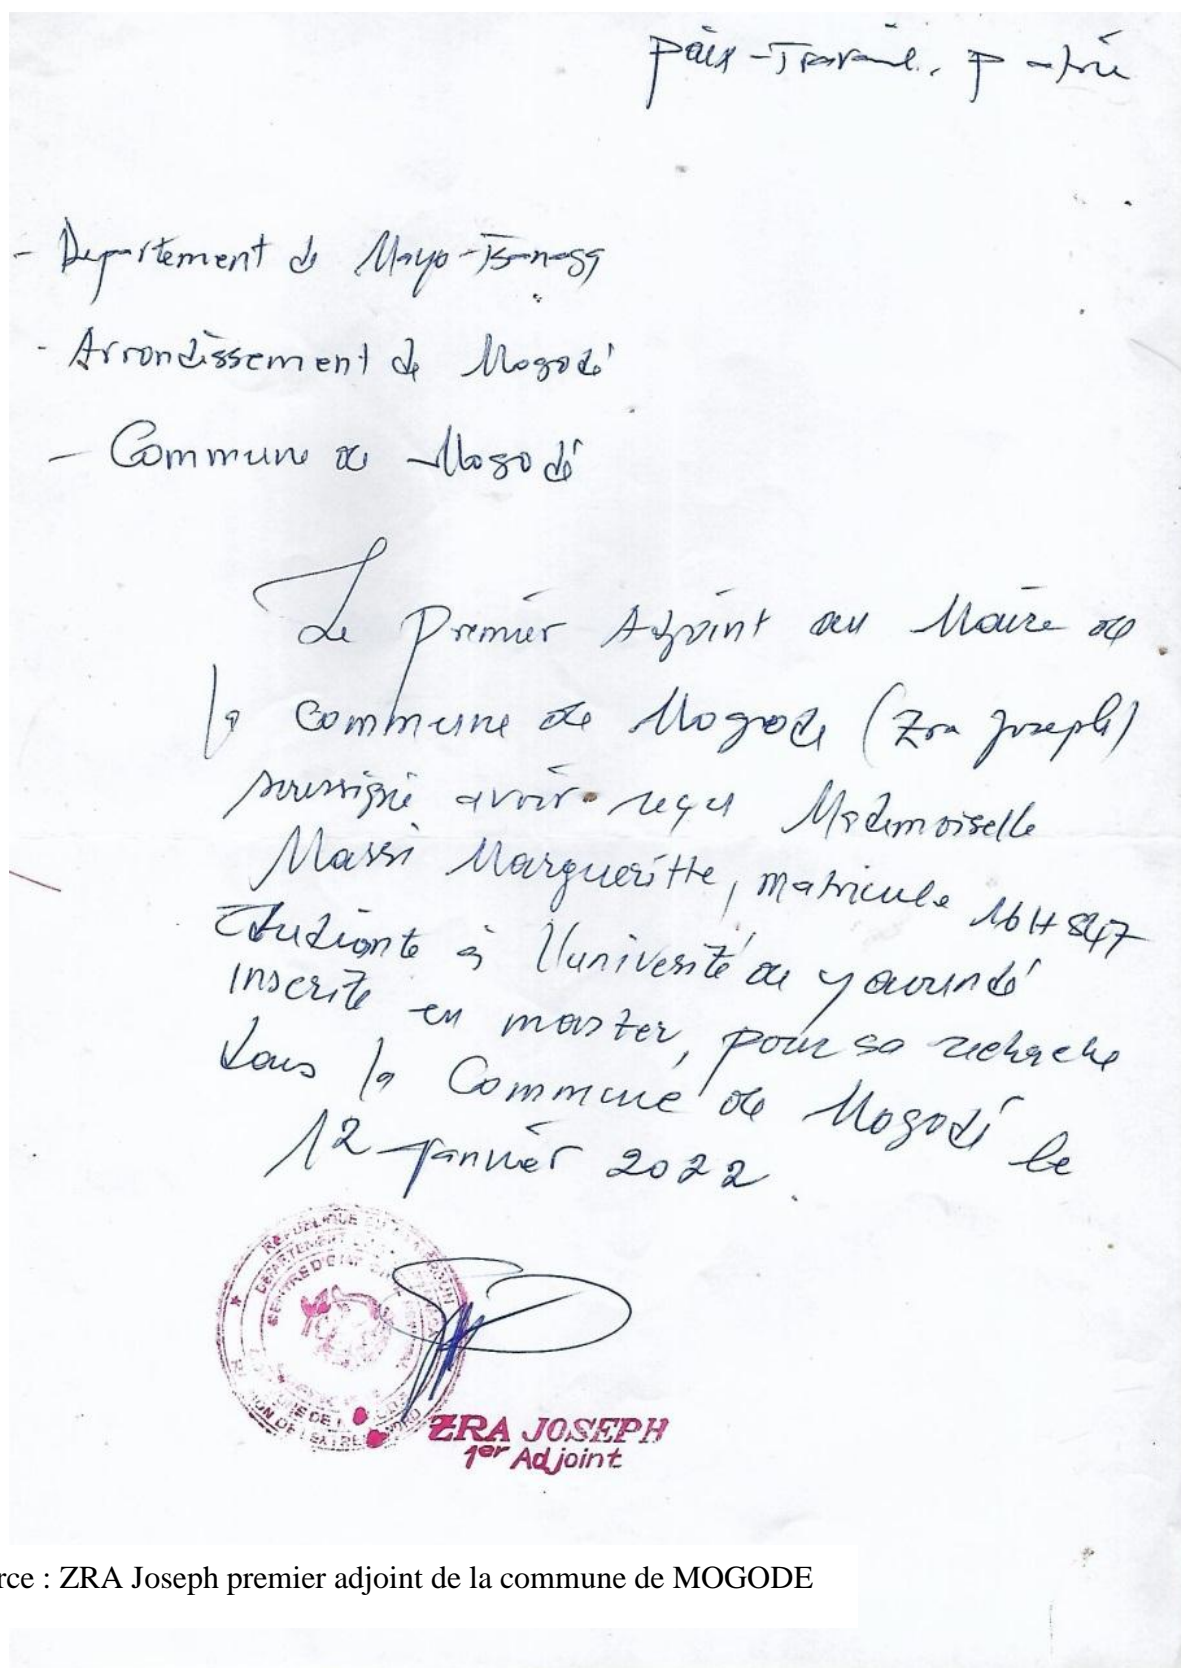 Paix - Travail. Patrie
- Departement de Mayo-Tsanaga
- Arrondissement de Mogodé
- Commune de Mogodé
Le Premier Adjoint au Maire de
la commune de Mogodé (Zra Joseph)
soussigné avoir reçu Mademoiselle
Massi Margueritte, matricule 16H847
Etudiante à l'université de Yaoundé
inscrite en master, pour sa recherche
dans la Commune de Mogodé le
12 Janvier 2022.
ZRA JOSEPH
1er Adjoint
rce : ZRA Joseph premier adjoint de la commune de MOGODE